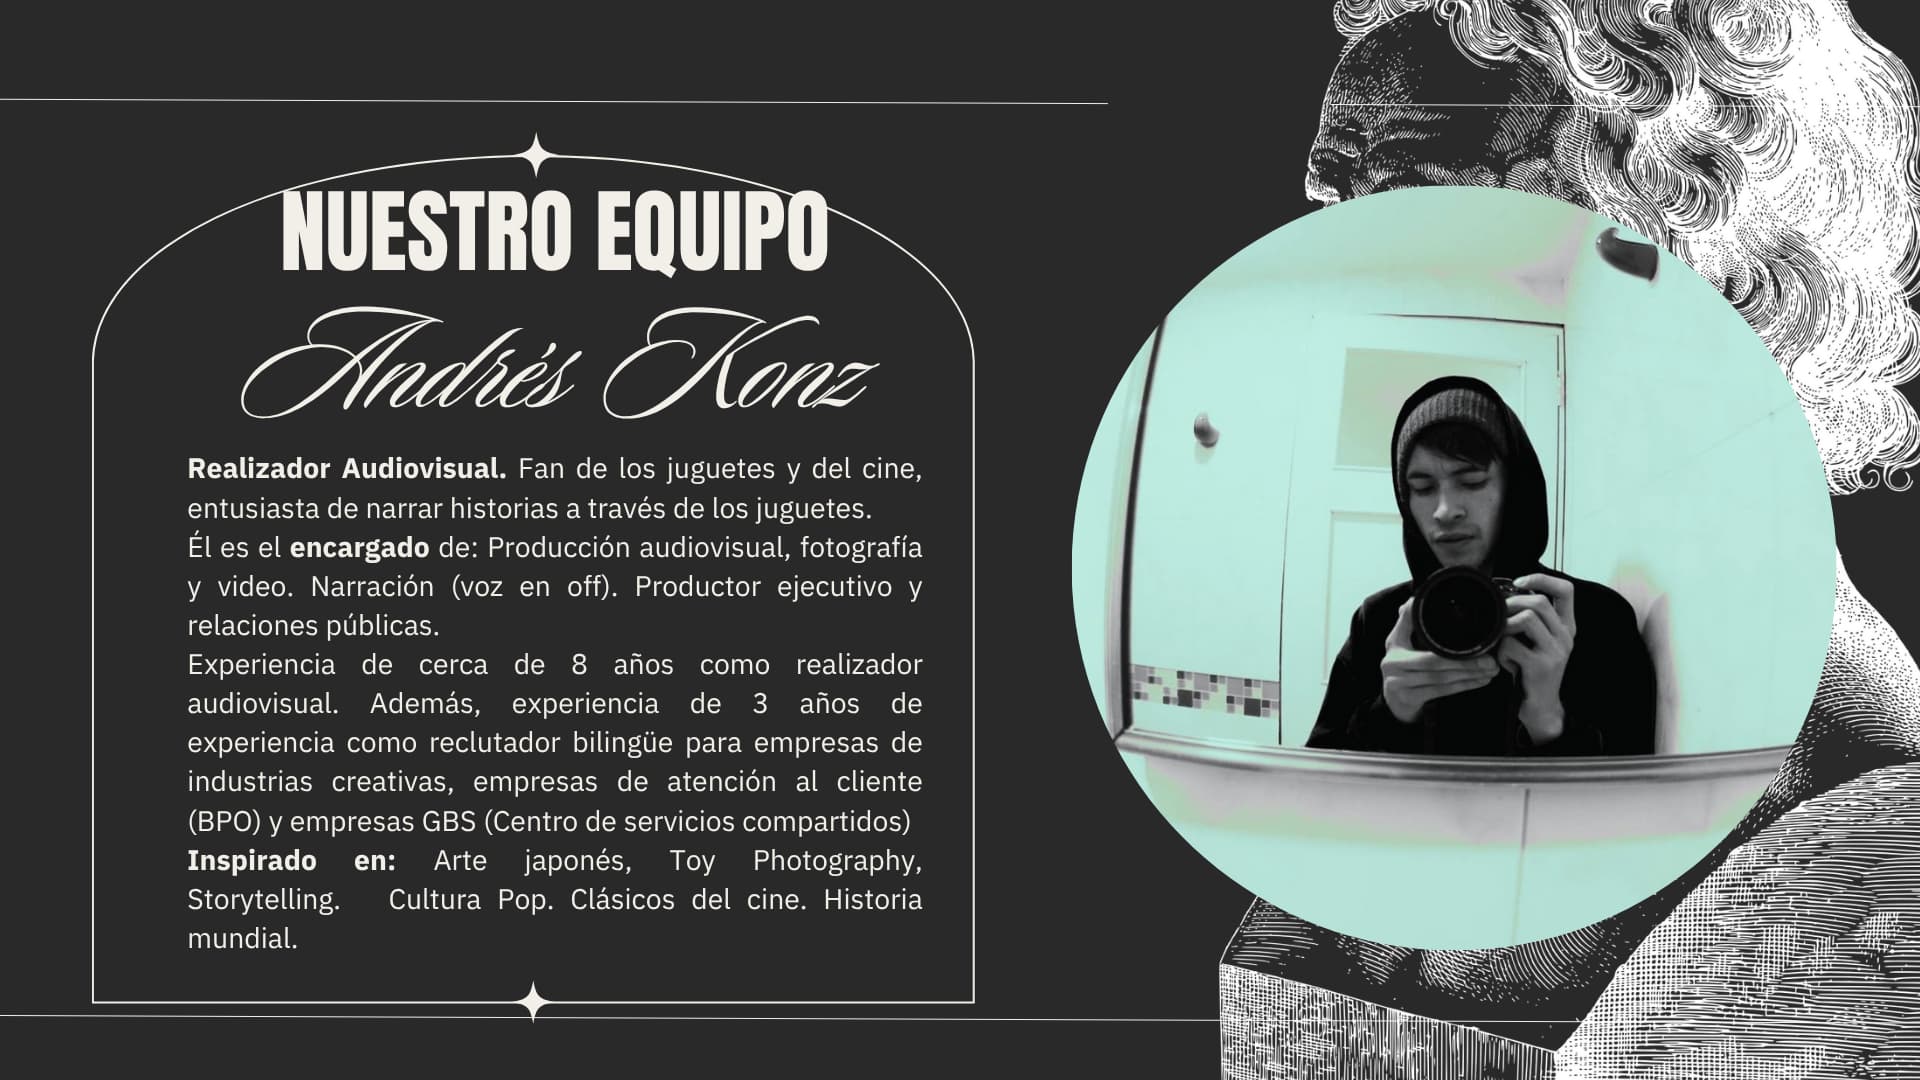 NUESTRO EQUIPO
Andrés Konz
Realizador Audiovisual. Fan de los juguetes y del cine,
entusiasta de narrar historias a través de los juguetes.
Él es el encargado de: Producción audiovisual, fotografía
y video. Narración (voz en off). Productor ejecutivo y
relaciones públicas.
Experiencia de cerca de 8 años como realizador
audiovisual. Además, experiencia de 3 años de
experiencia como reclutador bilingüe para empresas de
industrias creativas, empresas de atención al cliente
(BPO) y empresas GBS (Centro de servicios compartidos)
Inspirado en: Arte japonés, Toy Photography,
Storytelling. Cultura Pop. Clásicos del cine. Historia
mundial.